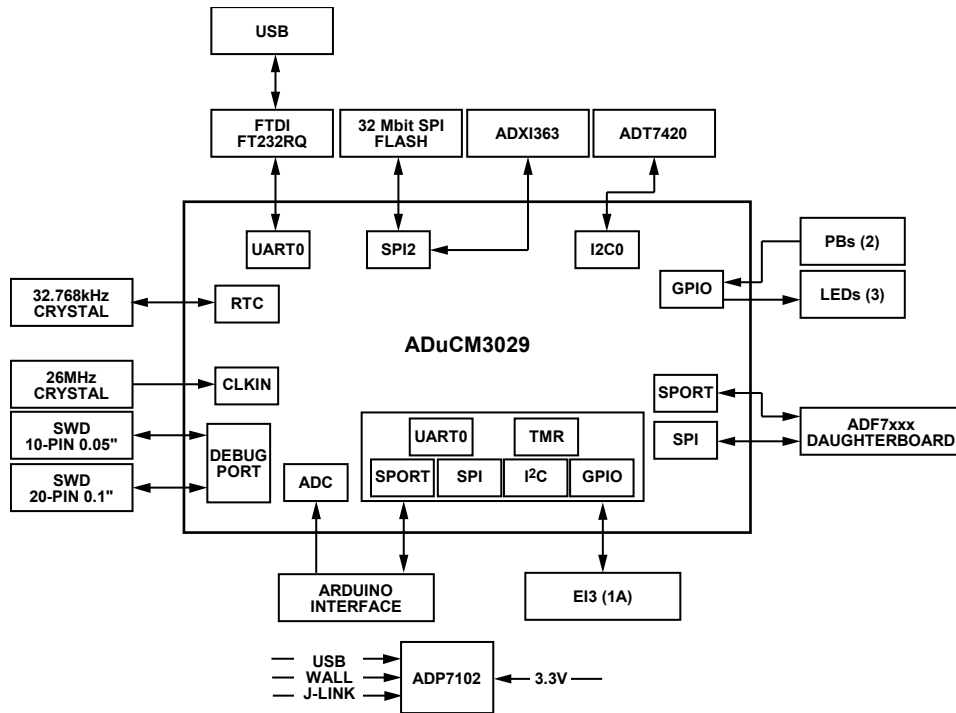 USB
FTDI
FT232RQ
32 Mbit SPI
FLASH
ADXl363
ADT7420
UART0
SPI2
I2C0
PBs (2)
GPIO
LEDs (3)
32.768kHz
CRYSTAL
RTC
ADuCM3029
26MHz
CRYSTAL
CLKIN
SPORT
SWD
10-PIN 0.05"
DEBUG
PORT
SPI
ADF7xxx
DAUGHTERBOARD
SWD
20-PIN 0.1"
ADC
UART0
TMR
SPORT
SPI
I²C
GPIO
ARDUINO
INTERFACE
EI3 (1A)
USB
WALL
J-LINK
ADP7102
3.3V